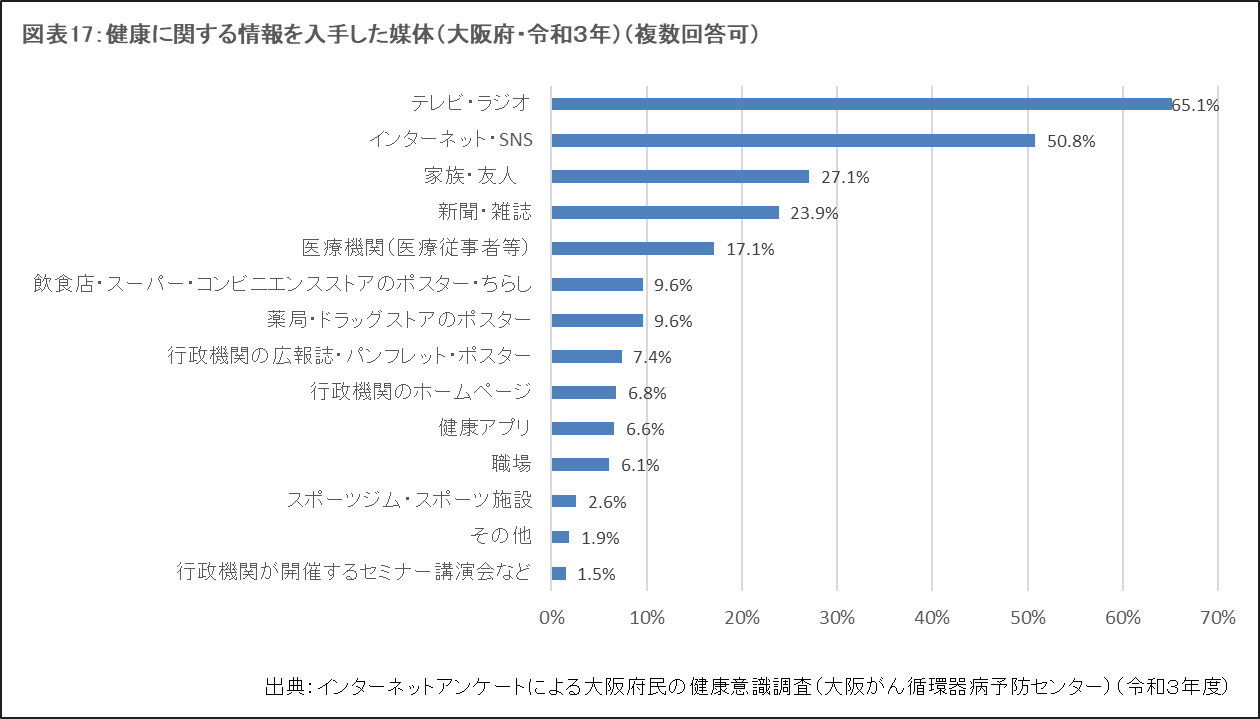 図表17：健康に関する情報を入手した媒体（大阪府・令和３年）（複数回答可）
テレビ・ラジオ 65.1%
インターネット・SNS 50.8%
家族・友人 27.1%
新聞・雑誌 23.9%
医療機関（医療従事者等） 17.1%
飲食店・スーパー・コンビニエンスストアのポスター・ちらし 9.6%
薬局・ドラッグストアのポスター 9.6%
行政機関の広報誌・パンフレット・ポスター 7.4%
行政機関のホームページ 6.8%
健康アプリ 6.6%
職場 6.1%
スポーツジム・スポーツ施設 2.6%
その他 1.9%
行政機関が開催するセミナー講演会など 1.5%
0% 10% 20% 30% 40% 50% 60% 70%
出典：インターネットアンケートによる大阪府民の健康意識調査（大阪がん循環器病予防センター）（令和３年度）